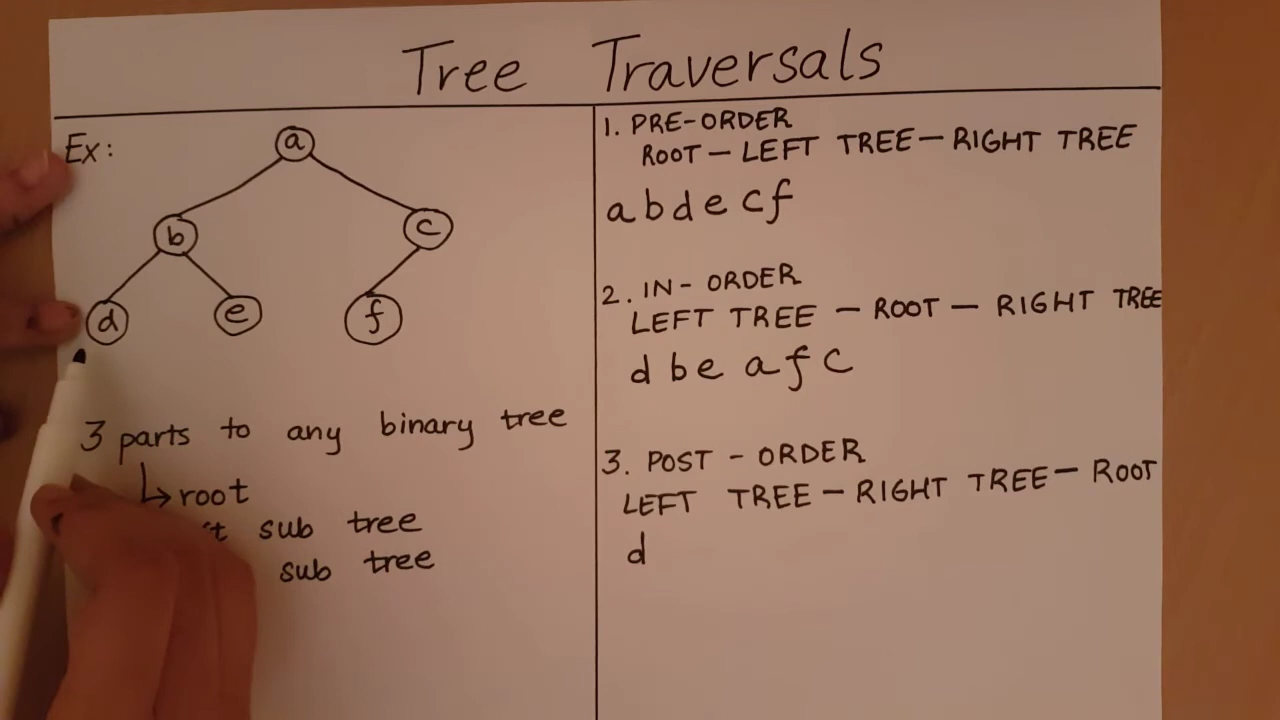 Tree Traversals
Ex:
a
b
c
d
e
f
3 parts to any binary tree
root
sub tree
sub tree
1. PRE-ORDER
ROOT – LEFT TREE – RIGHT TREE
a b d e c f
2. IN-ORDER
LEFT TREE – ROOT – RIGHT TREE
d b e a f c
3. POST-ORDER
LEFT TREE – RIGHT TREE – ROOT
d